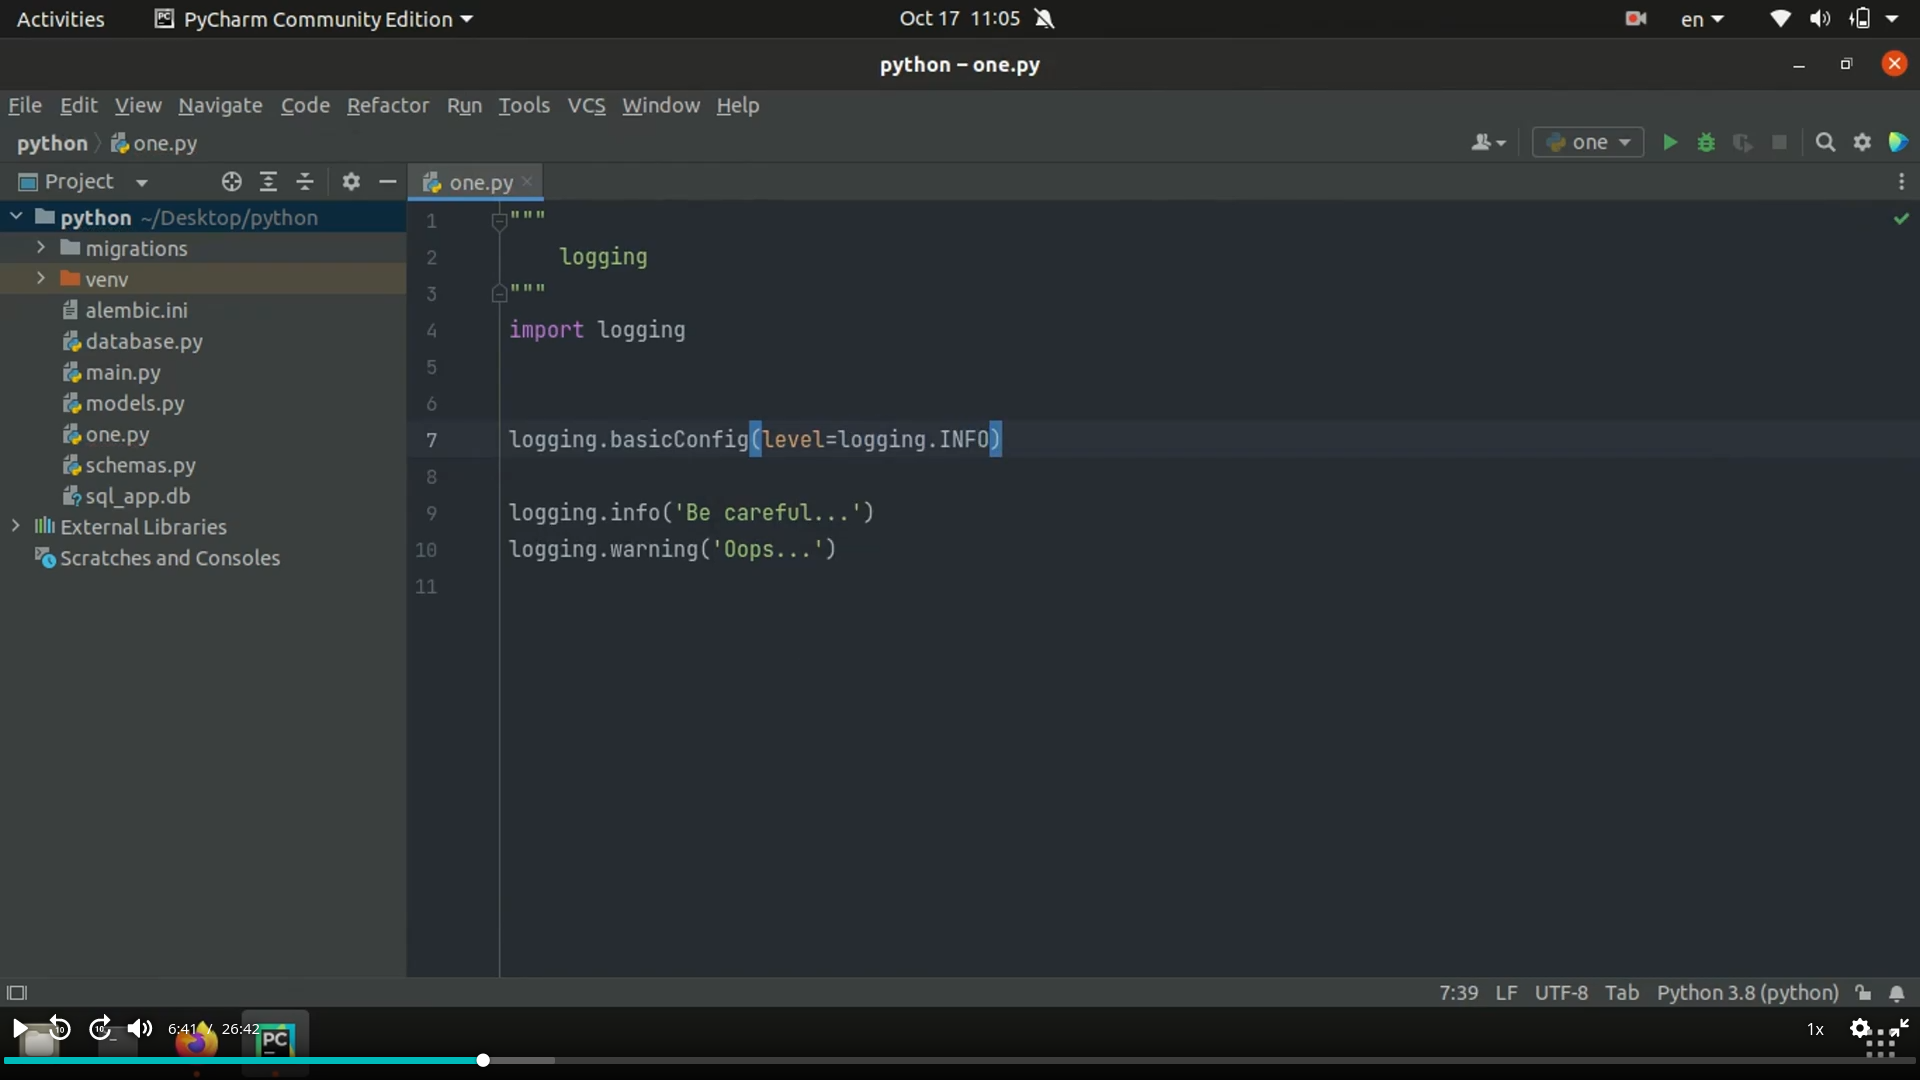 Activities PyCharm Community Edition Oct 17 11:05 en
python – one.py
File Edit View Navigate Code Refactor Run Tools VCS Window Help
python one.py one
Project one.py
python ~/Desktop/python
migrations
venv
alembic.ini
database.py
main.py
models.py
one.py
schemas.py
sql_app.db
External Libraries
Scratches and Consoles
1 """
2 logging
3 """
4 import logging
5
6
7 logging.basicConfig(level=logging.INFO)
8
9 logging.info('Be careful...')
10 logging.warning('Oops...')
11
7:39 LF UTF-8 Tab Python 3.8 (python)
10 10 6:41 / 26:42 PC 1x